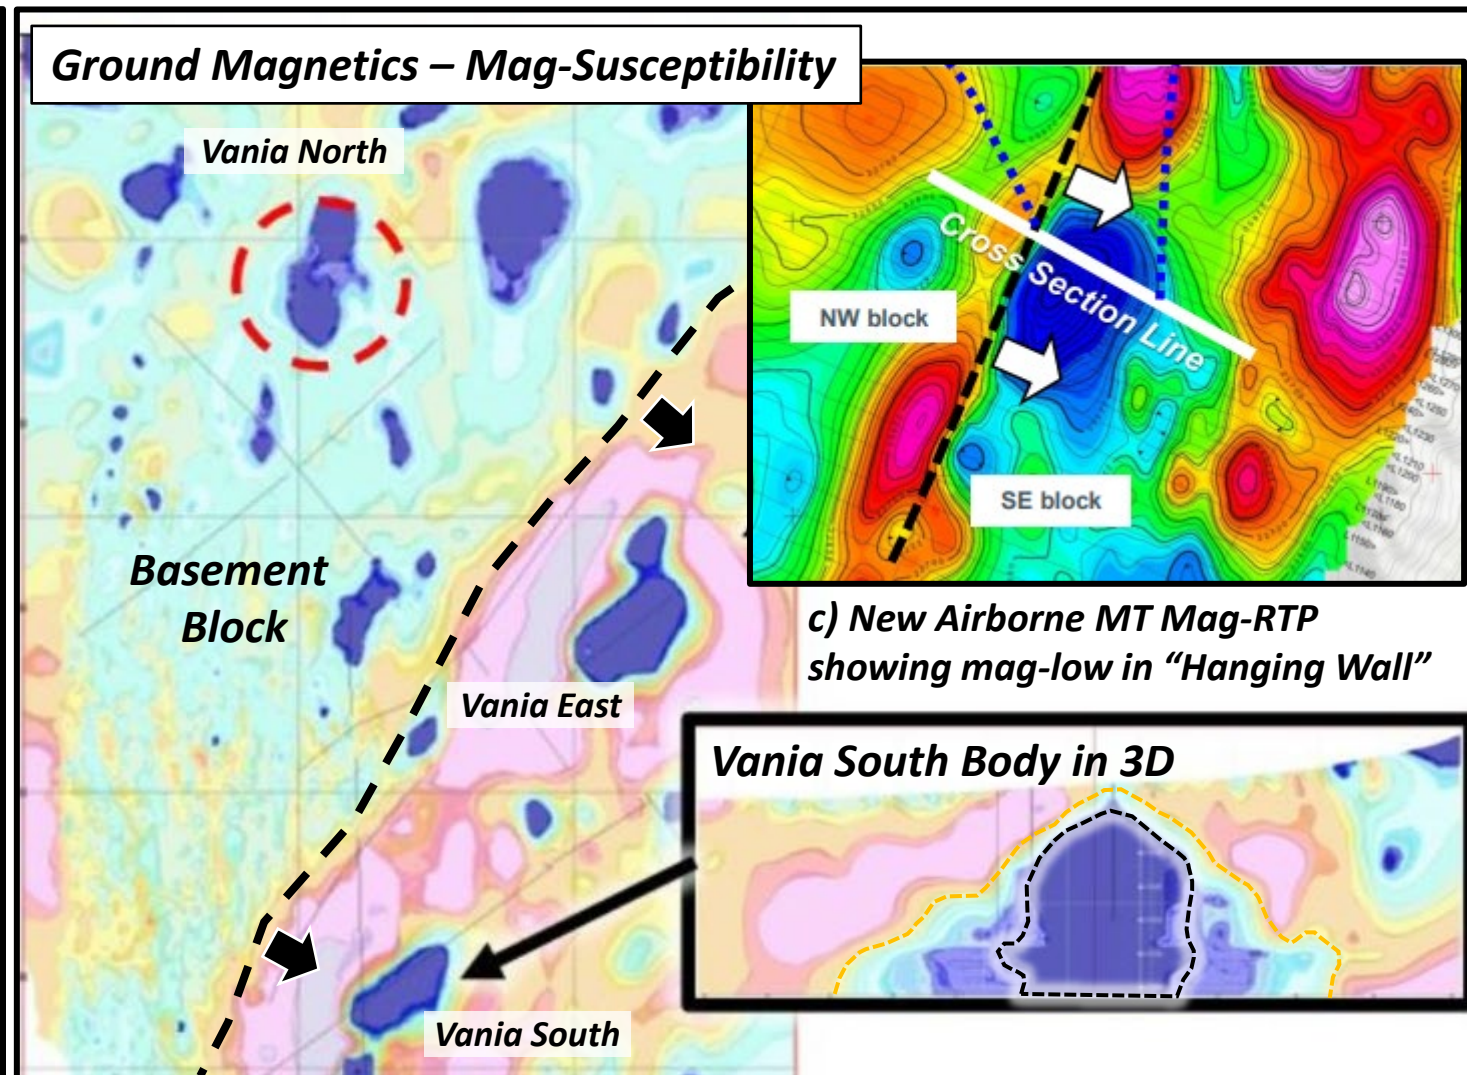 Ground Magnetics – Mag-Susceptibility
Vania North
Cross Section Line
NW block
SE block
Basement
Block
c) New Airborne MT Mag-RTP
showing mag-low in “Hanging Wall”
Vania East
Vania South Body in 3D
Vania South